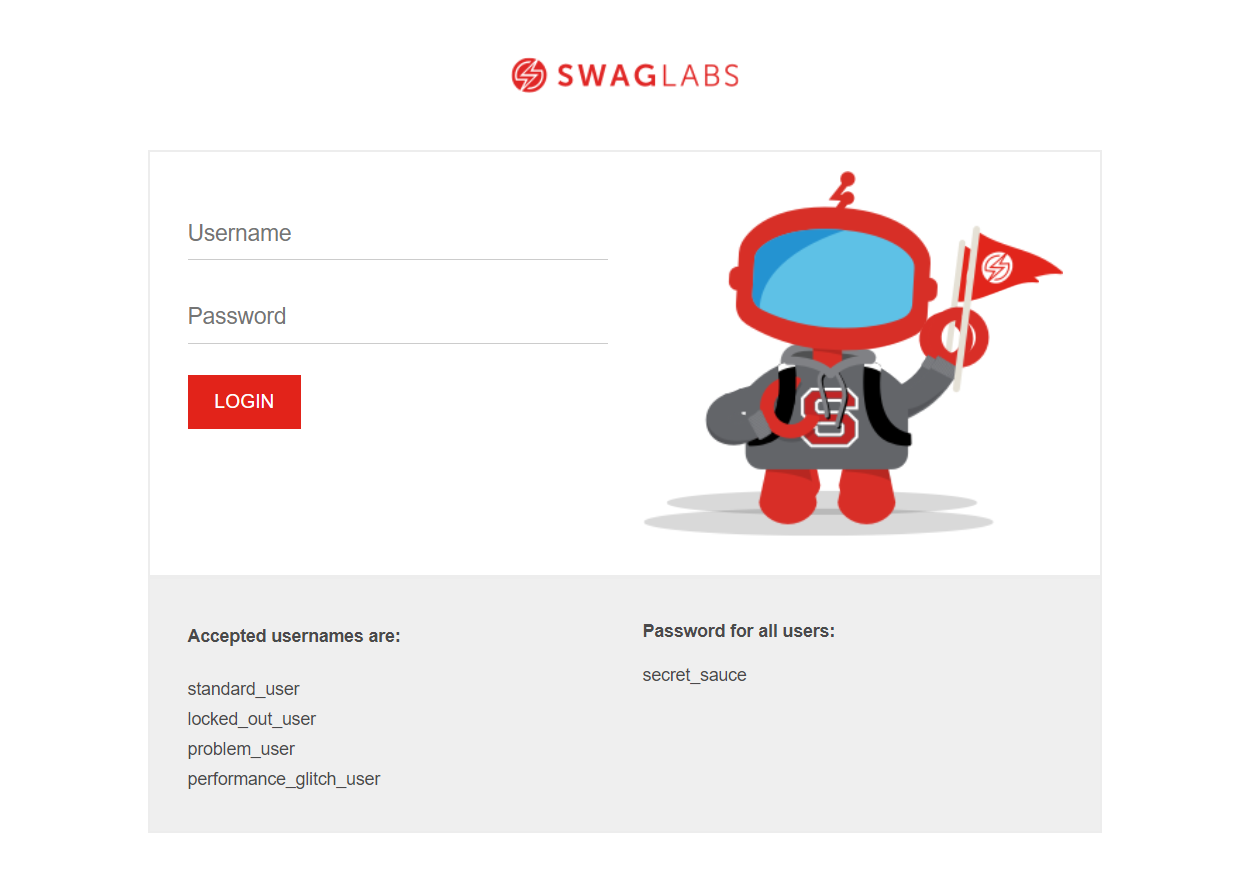 SWAGLABS
Username
Password
LOGIN
S
Accepted usernames are:
standard_user
locked_out_user
problem_user
performance_glitch_user
Password for all users:
secret_sauce